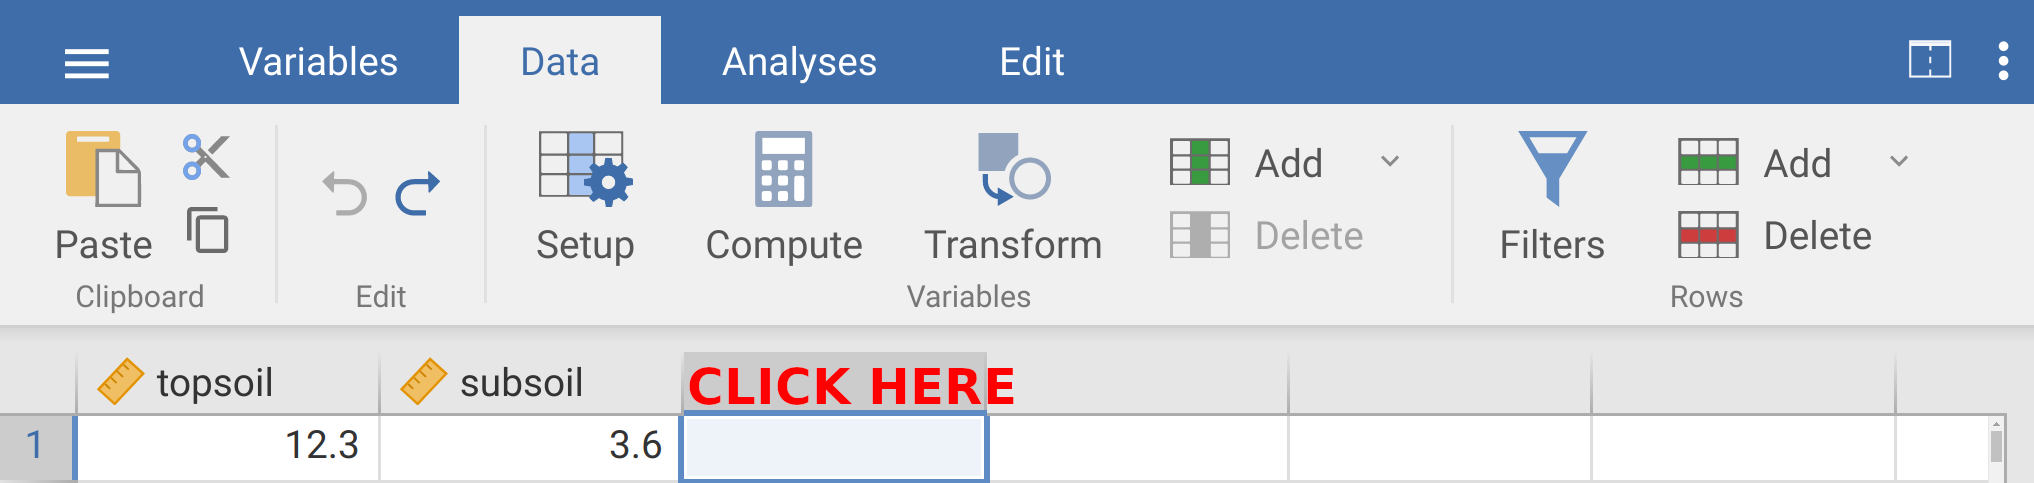 Variables Data Analyses Edit
Add Add
Delete Delete
Paste Setup Compute Transform Filters
Clipboard Edit Variables Rows
topsoil subsoil CLICK HERE
1 12.3 3.6